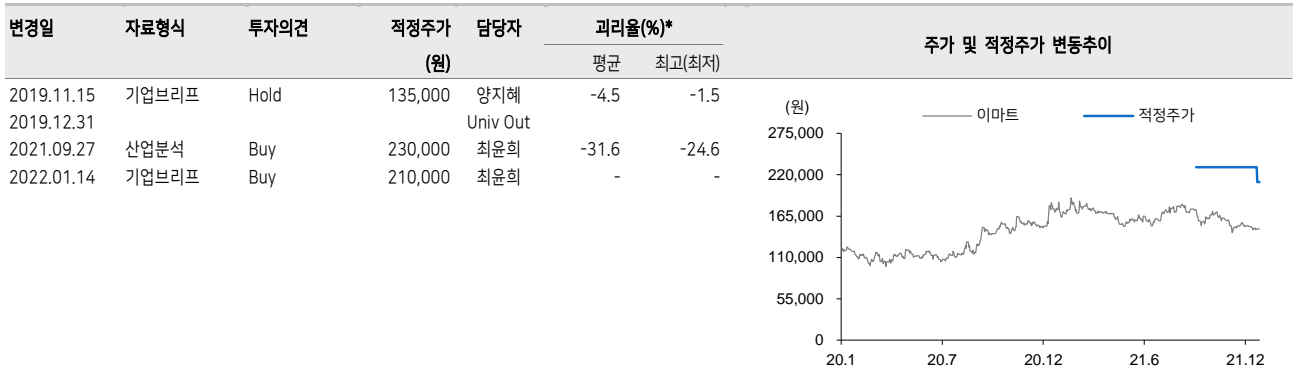 변경일 자료형식 투자의견 적정주가 담당자 괴리율(%)* 주가 및 적정주가 변동추이
(원) 평균 최고(최저)
2019.11.15 기업브리프 Hold 135,000 양지혜 -4.5 -1.5
2019.12.31 Univ Out
2021.09.27 산업분석 Buy 230,000 최윤희 -31.6 -24.6
2022.01.14 기업브리프 Buy 210,000 최윤희 - -
(원) 이마트 적정주가
275,000
220,000
165,000
110,000
55,000
0
20.1 20.7 20.12 21.6 21.12